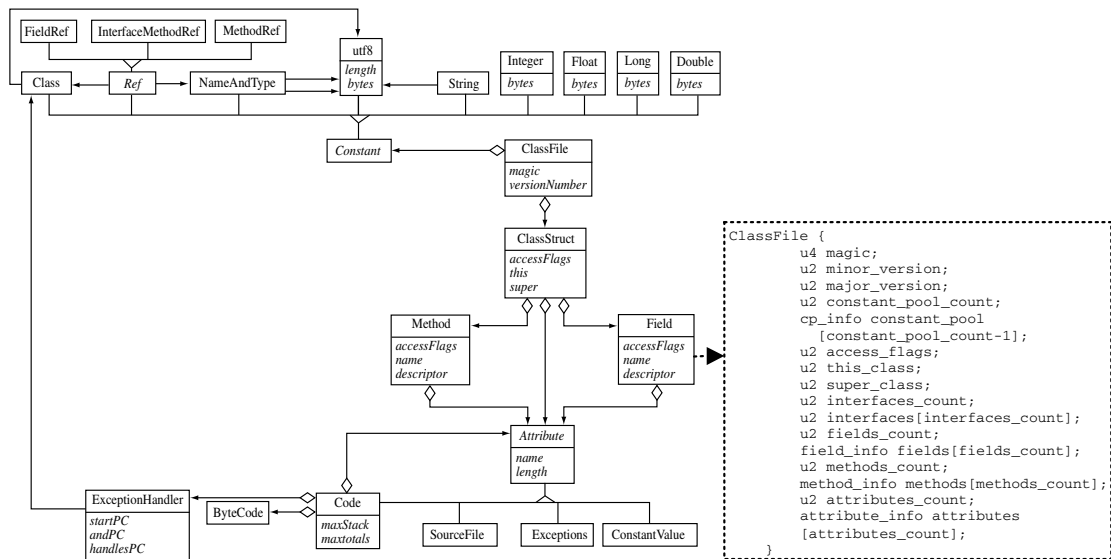 FieldRef
InterfaceMethodRef
MethodRef
utf8
length
bytes
Integer
bytes
Float
bytes
Long
bytes
Double
bytes
Class
Ref
NameAndType
String
Constant
ClassFile
magic
versionNumber
ClassStruct
accessFlags
this
super
Method
accessFlags
name
descriptor
Field
accessFlags
name
descriptor
Attribute
name
length
ExceptionHandler
startPC
andPC
handlesPC
ByteCode
Code
maxStack
maxtotals
SourceFile
Exceptions
ConstantValue
ClassFile {
u4 magic;
u2 minor_version;
u2 major_version;
u2 constant_pool_count;
cp_info constant_pool
[constant_pool_count-1];
u2 access_flags;
u2 this_class;
u2 super_class;
u2 interfaces_count;
u2 interfaces[interfaces_count];
u2 fields_count;
field_info fields[fields_count];
u2 methods_count;
method_info methods[methods_count];
u2 attributes_count;
attribute_info attributes
[attributes_count];
}